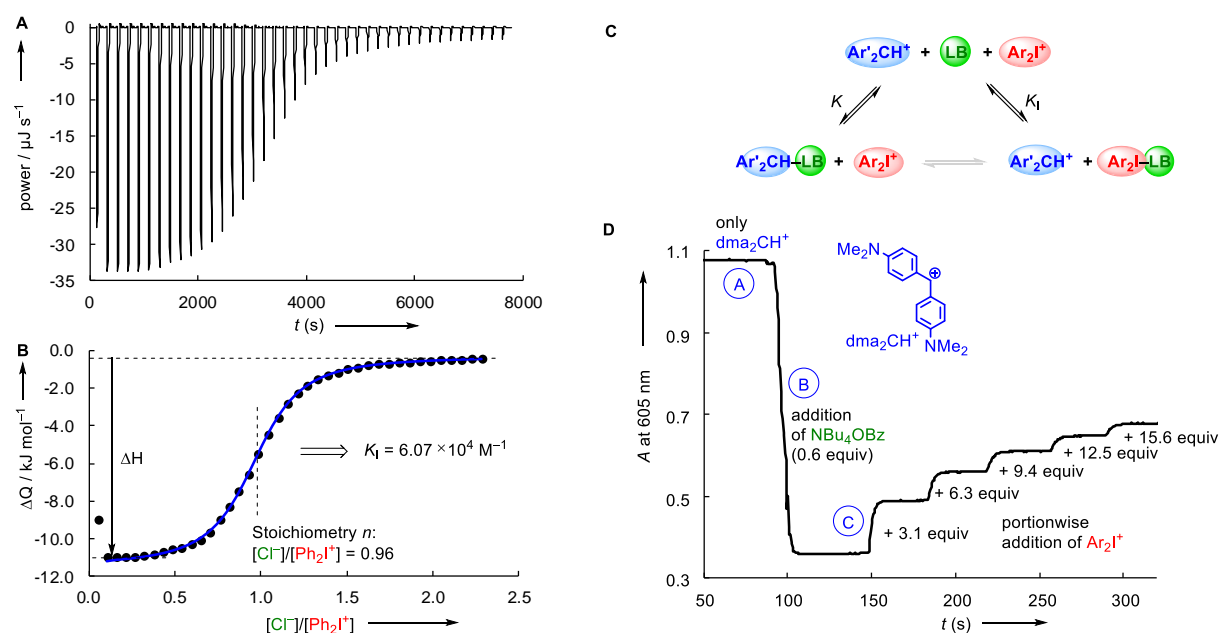 A
0
-5
-10
-15
-20
-25
-30
-35
power / µJ s⁻¹
0 2000 4000 6000 8000
t (s)
B
0.0
-2.0
-4.0
-6.0
-8.0
-10.0
-12.0
ΔQ / kJ mol⁻¹
ΔH
K_I = 6.07 ×10⁴ M⁻¹
Stoichiometry n:
[Cl⁻]/[Ph₂I⁺] = 0.96
0.0 0.5 1.0 1.5 2.0 2.5
[Cl⁻]/[Ph₂I⁺]
C
Ar'₂CH⁺ + LB + Ar₂I⁺
K K_I
Ar'₂CH–LB + Ar₂I⁺ Ar'₂CH⁺ + Ar₂I–LB
D
only
dma₂CH⁺
1.1
0.9
0.7
0.5
0.3
A at 605 nm
A
Me₂N
⊕
NMe₂
dma₂CH⁺
B
addition
of NBu₄OBz
(0.6 equiv)
C
+ 3.1 equiv
+ 6.3 equiv
+ 9.4 equiv
+ 12.5 equiv
+ 15.6
portionwise
addition of Ar₂I⁺
50 100 150 200 250 300
t (s)